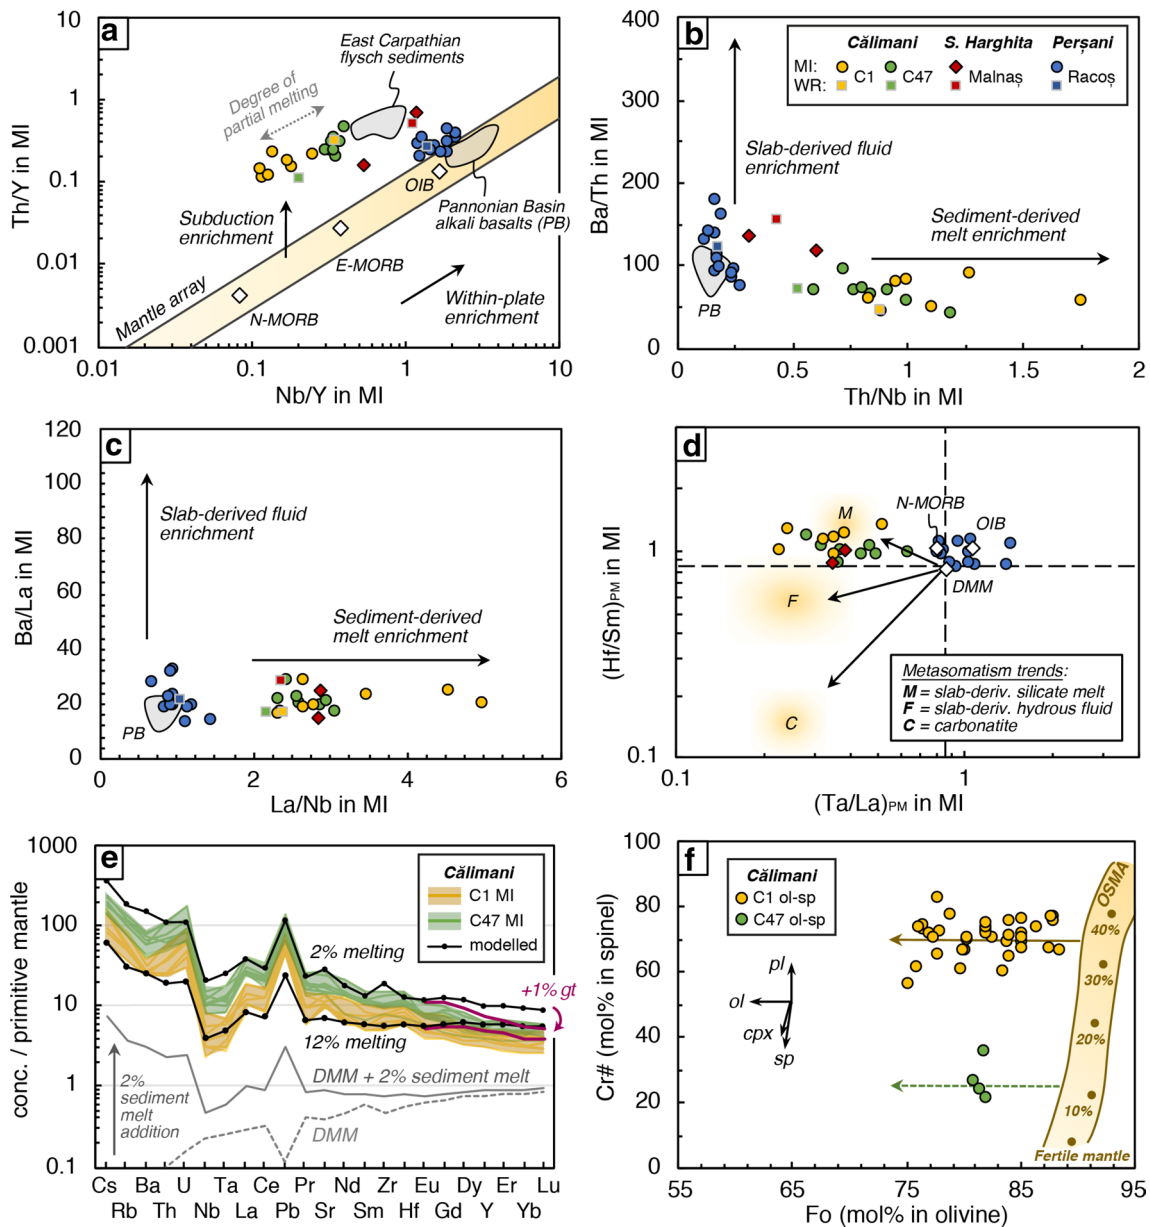 a
10
1
0.1
0.01
0.001
Th/Y in MI
0.01
0.1
1
10
Nb/Y in MI
East Carpathian
flysch sediments
Degree of
partial melting
Subduction
enrichment
OIB
Pannonian Basin
alkali basalts (PB)
E-MORB
Mantle array
N-MORB
Within-plate
enrichment
b
400
300
200
100
0
Ba/Th in MI
0
0.5
1
1.5
2
Th/Nb in MI
Călimani
S. Harghita
Perșani
MI:
C1
C47
Malnaș
Racoș
WR:
Slab-derived fluid
enrichment
Sediment-derived
melt enrichment
PB
c
120
100
80
60
40
20
0
Ba/La in MI
0
2
4
6
La/Nb in MI
Slab-derived fluid
enrichment
Sediment-derived
melt enrichment
PB
d
1
0.1
(Hf/Sm)PM in MI
0.1
1
(Ta/La)PM in MI
N-MORB
M
OIB
F
DMM
C
Metasomatism trends:
M = slab-deriv. silicate melt
F = slab-deriv. hydrous fluid
C = carbonatite
e
1000
100
10
1
0.1
conc. / primitive mantle
Călimani
C1 MI
C47 MI
modelled
2% melting
+1% gt
12% melting
2%
sediment
melt
addition
DMM + 2% sediment melt
DMM
Cs Ba U Ta Ce Pr Nd Zr Eu Dy Er Lu
Rb Th Nb La Pb Sr Sm Hf Gd Y Yb
f
100
80
60
40
20
0
Cr# (mol% in spinel)
55
65
75
85
95
Fo (mol% in olivine)
Călimani
C1 ol-sp
C47 ol-sp
pl
ol
cpx
sp
OSMA
40%
30%
20%
10%
Fertile mantle